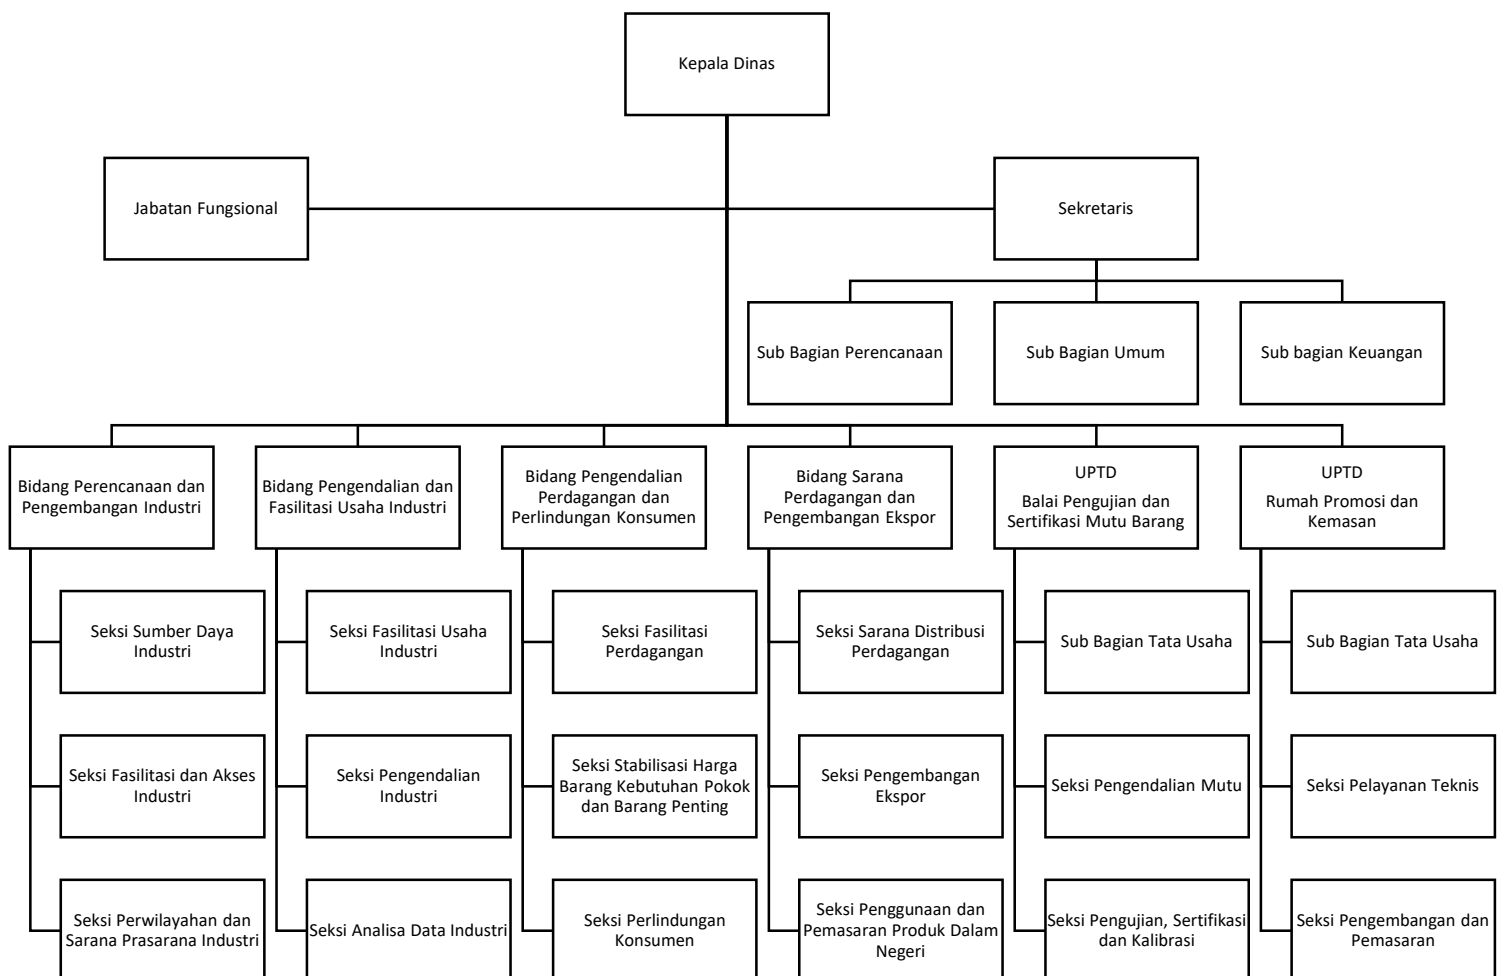 Kepala Dinas
Jabatan Fungsional
Sekretaris
Sub Bagian Perencanaan
Sub Bagian Umum
Sub bagian Keuangan
Bidang Perencanaan dan
Pengembangan Industri
Bidang Pengendalian dan
Fasilitasi Usaha Industri
Bidang Pengendalian
Perdagangan dan
Perlindungan Konsumen
Bidang Sarana
Perdagangan dan
Pengembangan Ekspor
UPTD
Balai Pengujian dan
Sertifikasi Mutu Barang
UPTD
Rumah Promosi dan
Kemasan
Seksi Sumber Daya
Industri
Seksi Fasilitasi Usaha
Industri
Seksi Fasilitasi
Perdagangan
Seksi Sarana Distribusi
Perdagangan
Sub Bagian Tata Usaha
Sub Bagian Tata Usaha
Seksi Fasilitasi dan Akses
Industri
Seksi Pengendalian
Industri
Seksi Stabilisasi Harga
Barang Kebutuhan Pokok
dan Barang Penting
Seksi Pengembangan
Ekspor
Seksi Pengendalian Mutu
Seksi Pelayanan Teknis
Seksi Perwilayahan dan
Sarana Prasarana Industri
Seksi Analisa Data Industri
Seksi Perlindungan
Konsumen
Seksi Penggunaan dan
Pemasaran Produk Dalam
Negeri
Seksi Pengujian, Sertifikasi
dan Kalibrasi
Seksi Pengembangan dan
Pemasaran